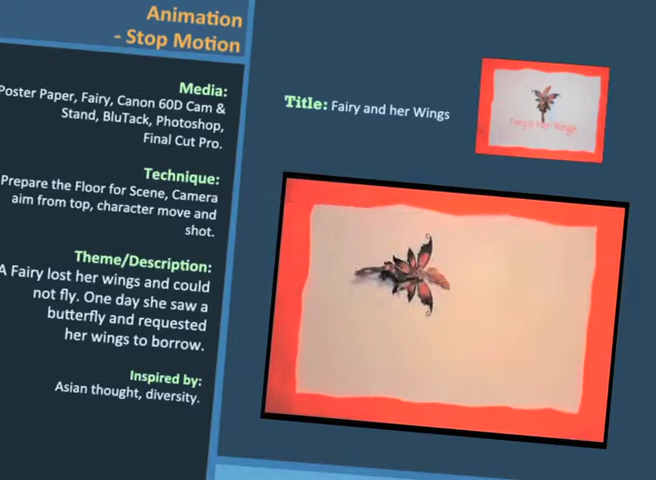 Animation
- Stop Motion
Media:
Poster Paper, Fairy, Canon 60D Cam &
Stand, BluTack, Photoshop,
Final Cut Pro.
Technique:
Prepare the Floor for Scene, Camera
aim from top, character move and
shot.
Theme/Description:
A Fairy lost her wings and could
not fly. One day she saw a
butterfly and requested
her wings to borrow.
Inspired by:
Asian thought, diversity.
Title: Fairy and her Wings
Fairy & Her Wings